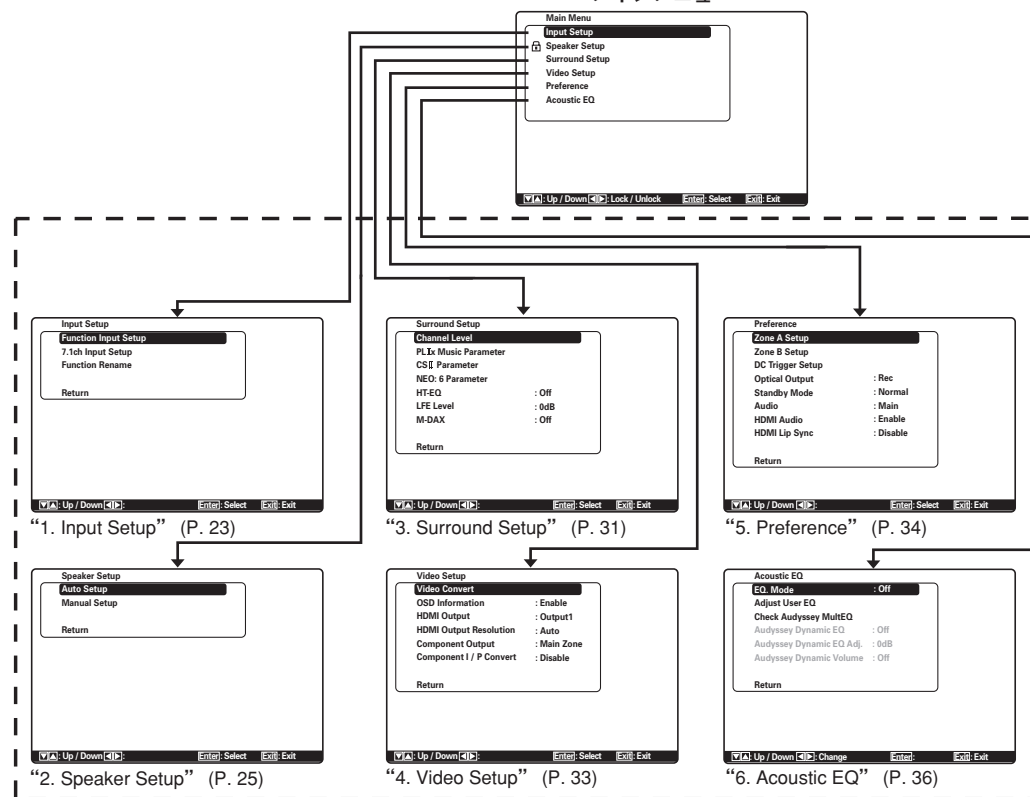 Main Menu
Input Setup
Speaker Setup
Surround Setup
Video Setup
Preference
Acoustic EQ
▼▲: Up / Down ◀▶: Lock / Unlock Enter: Select Exit: Exit
Input Setup
Function Input Setup
7.1ch Input Setup
Function Rename
Return
▼▲: Up / Down ◀▶: Enter: Select Exit: Exit
“1. Input Setup” (P. 23)
Surround Setup
Channel Level
PLⅡx Music Parameter
CSⅡ Parameter
NEO: 6 Parameter
HT-EQ : Off
LFE Level : 0dB
M-DAX : Off
Return
▼▲: Up / Down ◀▶: Enter: Select Exit: Exit
“3. Surround Setup” (P. 31)
Preference
Zone A Setup
Zone B Setup
DC Trigger Setup
Optical Output : Rec
Standby Mode : Normal
Audio : Main
HDMI Audio : Enable
HDMI Lip Sync : Disable
Return
▼▲: Up / Down ◀▶: Enter: Select Exit: Exit
“5. Preference” (P. 34)
Speaker Setup
Auto Setup
Manual Setup
Return
▼▲: Up / Down ◀▶: Enter: Select Exit: Exit
“2. Speaker Setup” (P. 25)
Video Setup
Video Convert
OSD Information : Enable
HDMI Output : Output1
HDMI Output Resolution : Auto
Component Output : Main Zone
Component I / P Convert : Disable
Return
▼▲: Up / Down ◀▶: Enter: Select Exit: Exit
“4. Video Setup” (P. 33)
Acoustic EQ
EQ. Mode : Off
Adjust User EQ
Check Audyssey MultEQ
Audyssey Dynamic EQ : Off
Audyssey Dynamic EQ Adj. : 0dB
Audyssey Dynamic Volume : Off
Return
▼▲: Up / Down ◀▶: Change Enter: Exit: Exit
“6. Acoustic EQ” (P. 36)